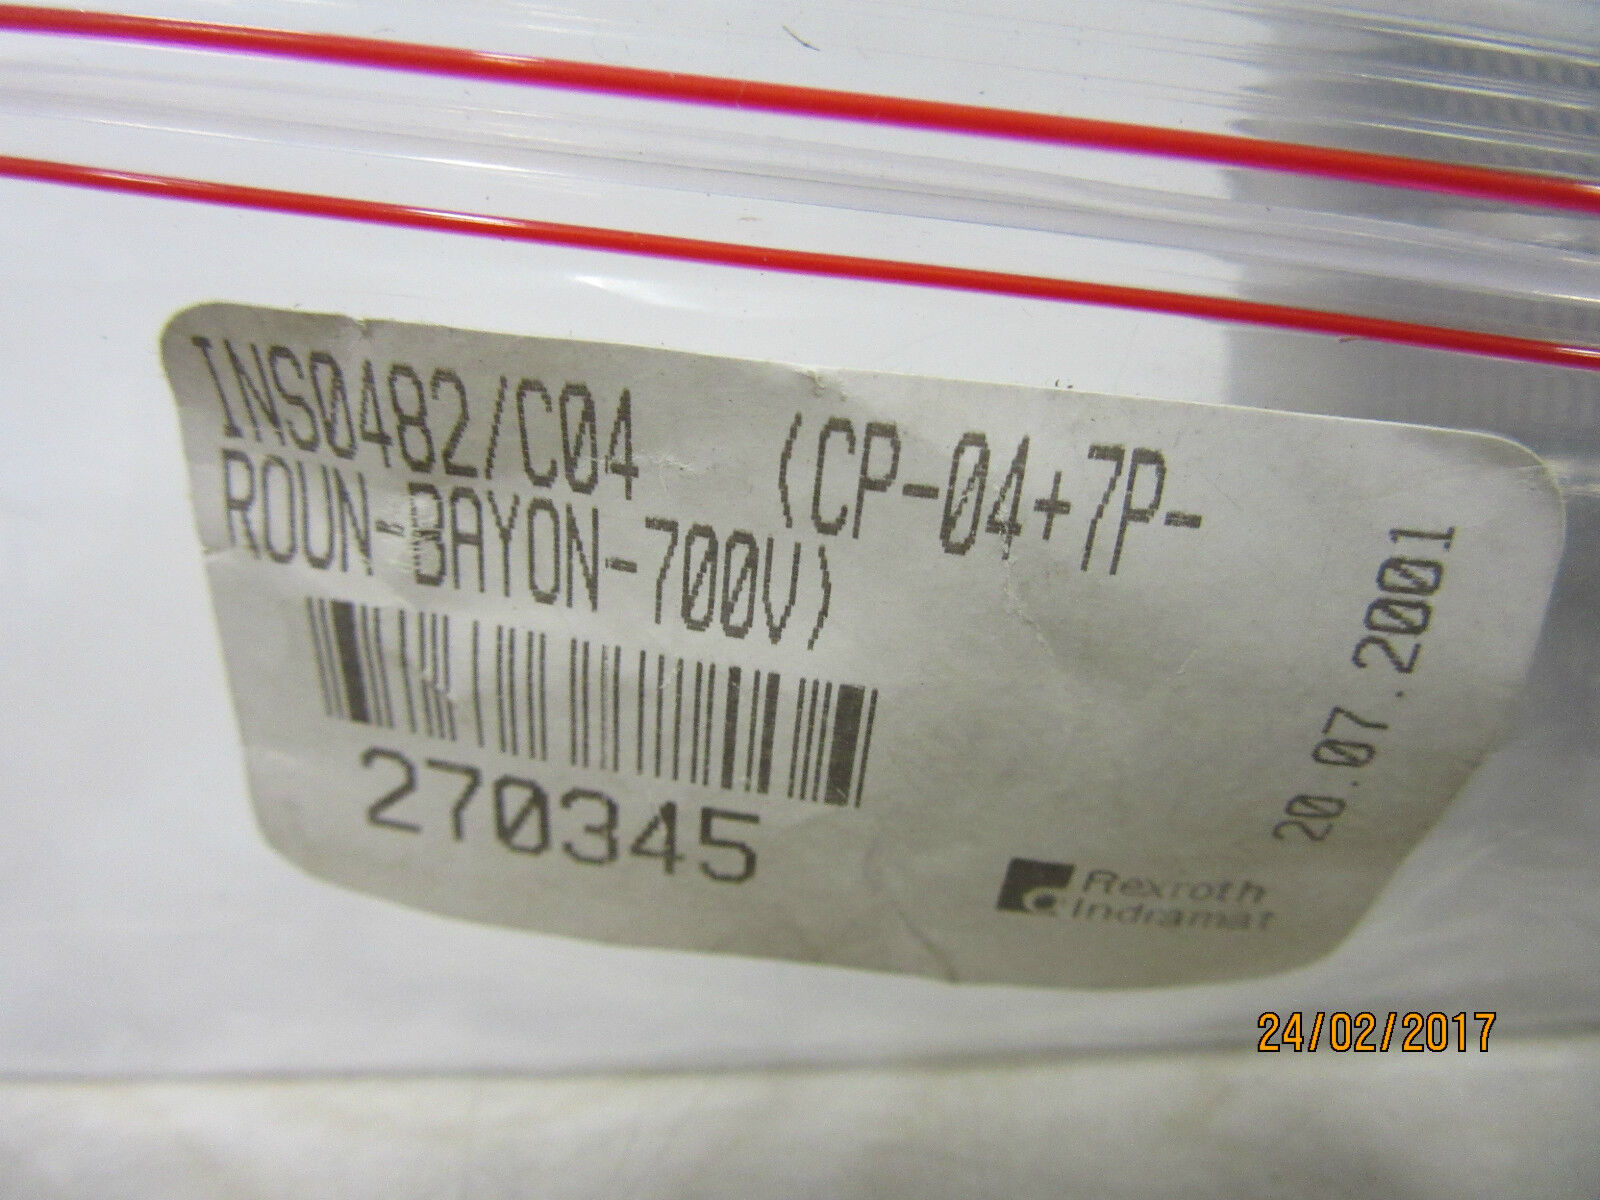 INS0482/C04 (CP-04+7P-
ROUN-BAYON-700V)
270345
20.07.2001
Rexroth
Indramat
24/02/2017